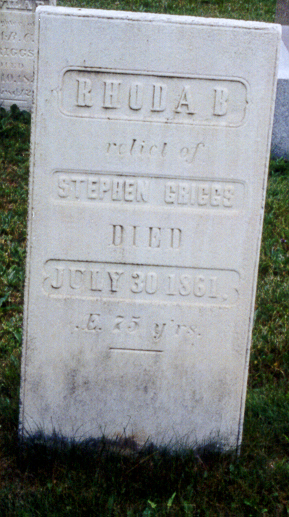 RHODA B
relict of
STEPHEN GRIGGS
DIED
JULY 30 1861.
Æ. 75 y'rs.